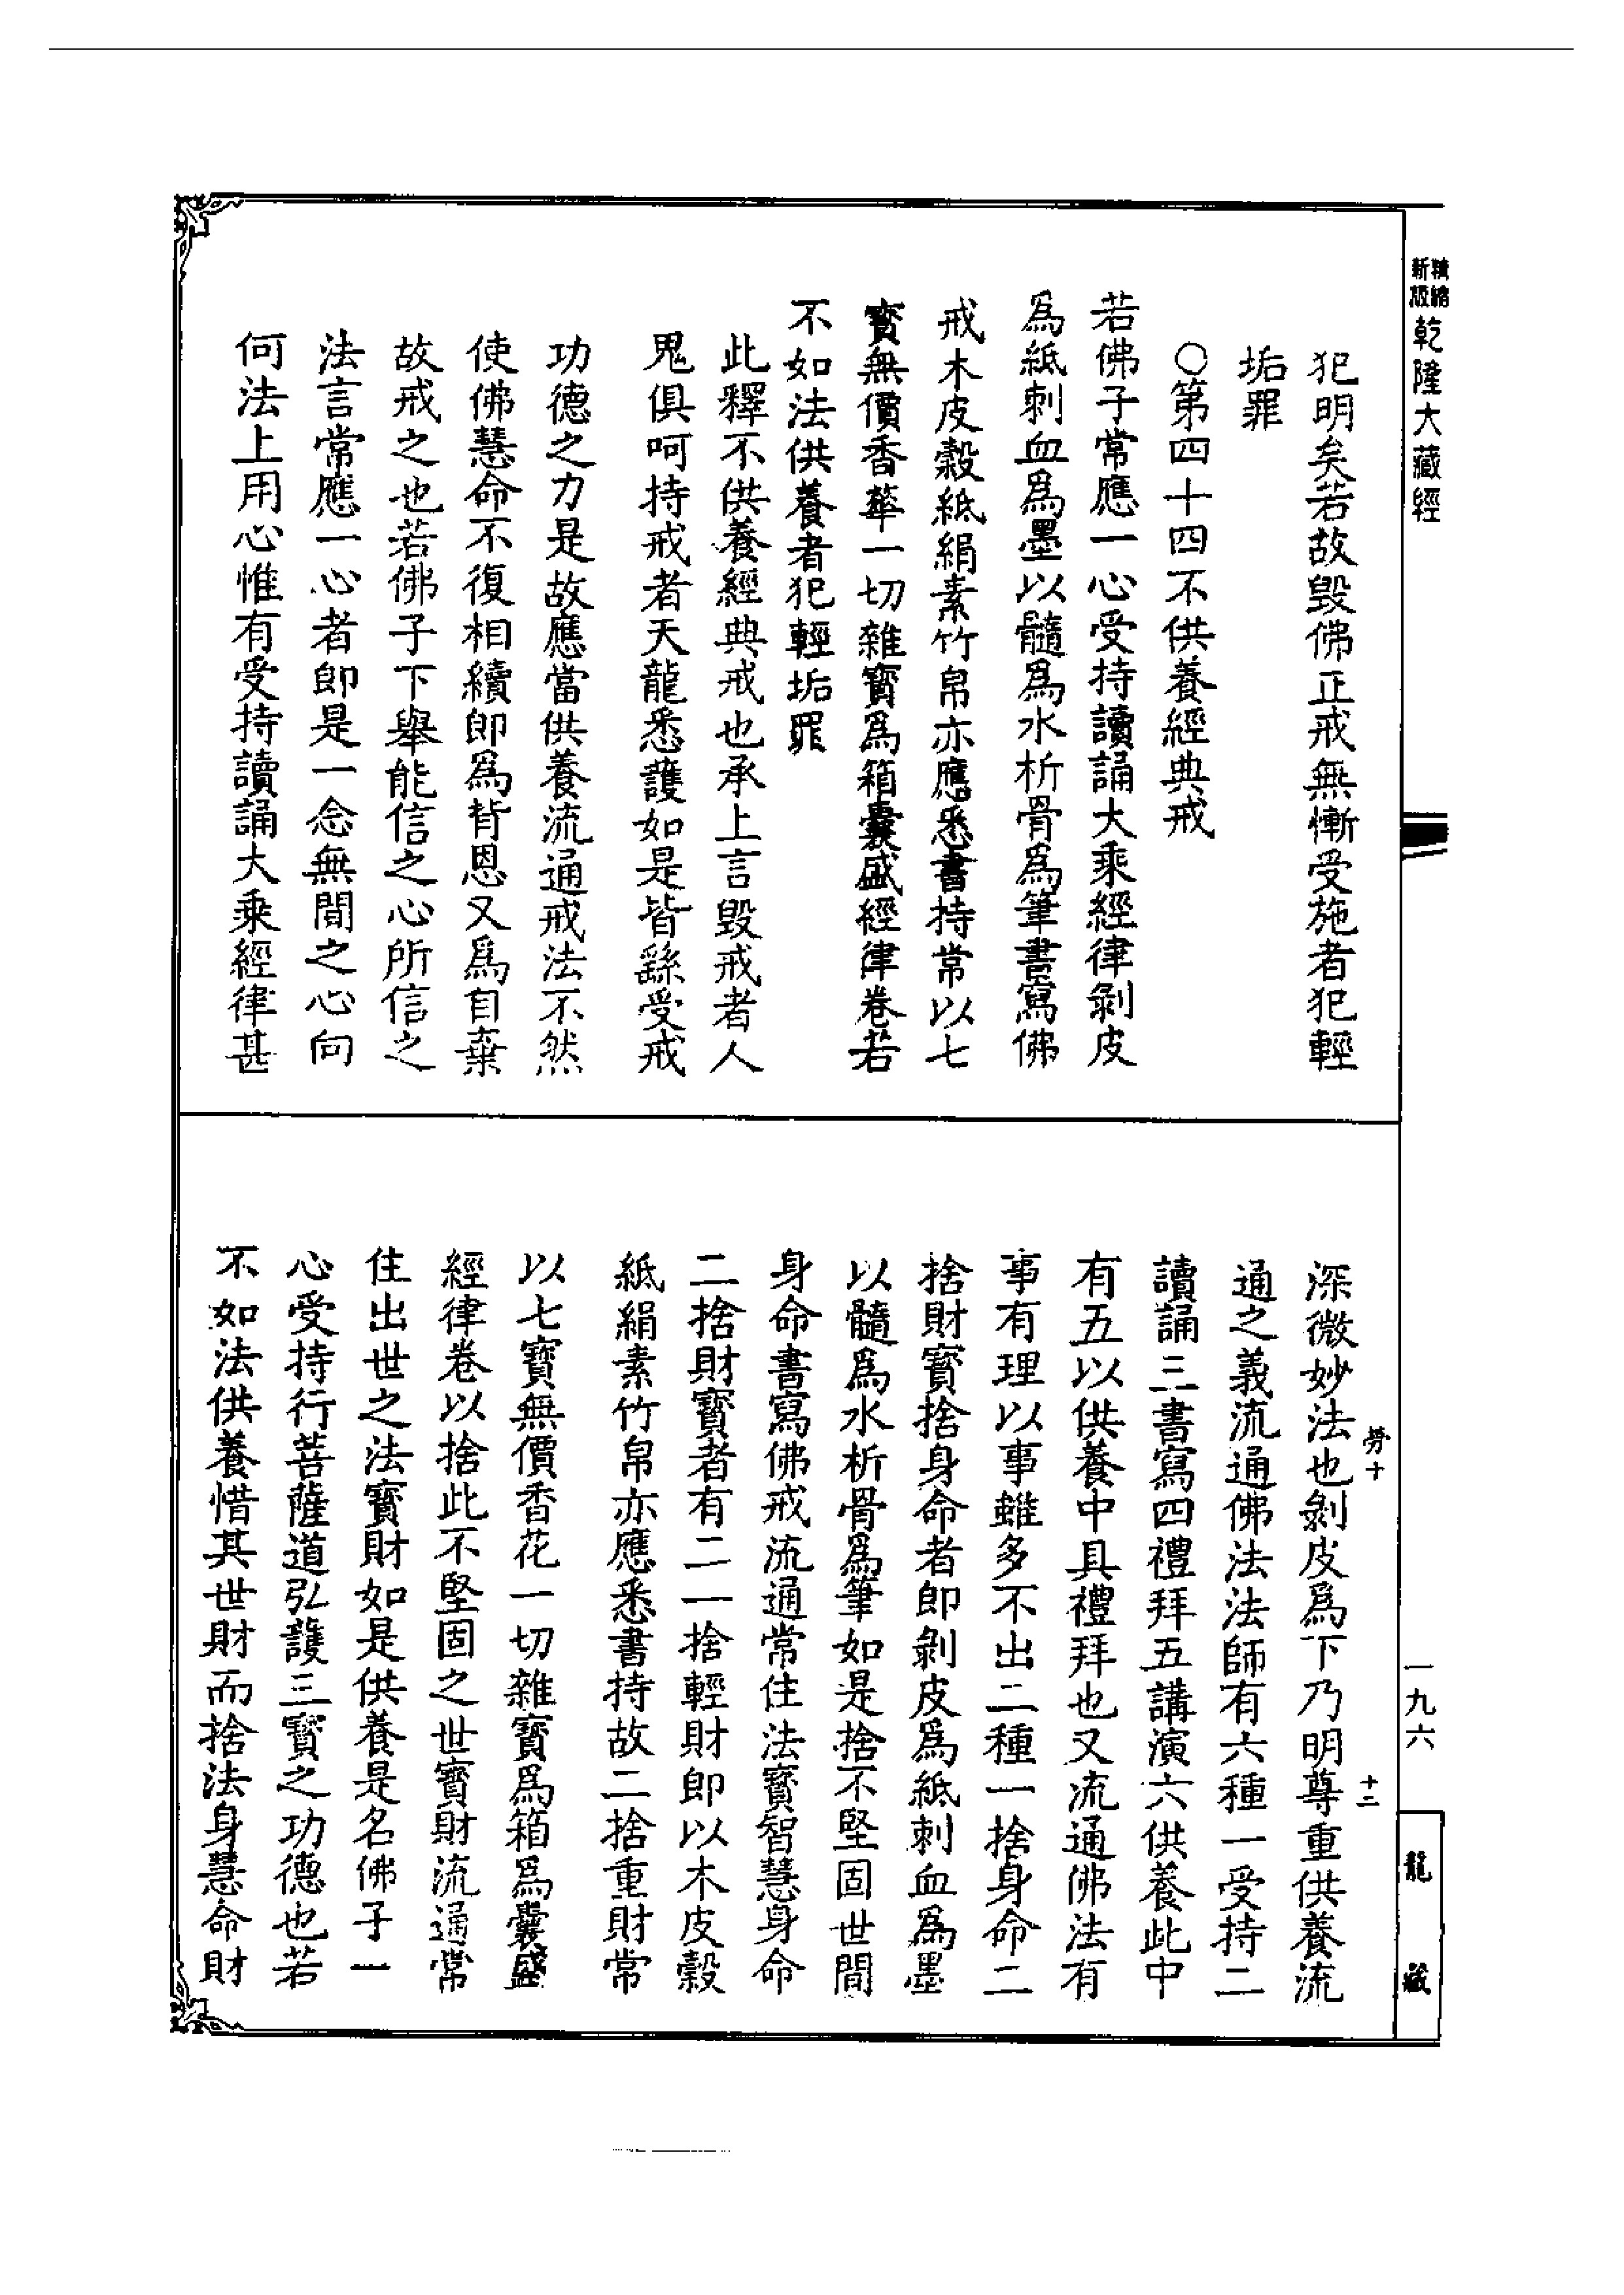 精縮
新版
乾隆大藏經
犯明矣若故毀佛正戒無慚受施者犯輕
垢罪
○第四十四不供養經典戒
若佛子常應一心受持讀誦大乘經律剝皮
爲紙刺血爲墨以髓爲水析骨爲筆書寫佛
戒木皮穀紙絹素竹帛亦應悉書持常以七
寶無價香華一切雜寶爲箱囊盛經律卷若
不如法供養者犯輕垢罪
此釋不供養經典戒也承上言毀戒者人
鬼俱呵持戒者天龍悉護如是皆繇受戒
功德之力是故應當供養流通戒法不然
使佛慧命不復相續即爲背恩又爲自棄
故戒之也若佛子下舉能信之心所信之
法言常應一心者即是一念無間之心向
何法上用心惟有受持讀誦大乘經律甚
深微妙法也剝皮爲下乃明尊重供養流
通之義流通佛法法師有六種一受持二
讀誦三書寫四禮拜五講演六供養此中
有五以供養中具禮拜也又流通佛法有
事有理以事雖多不出二種一捨身命二
捨財寶捨身命者即剝皮爲紙刺血爲墨
以髓爲水析骨爲筆如是捨不堅固世間
身命書寫佛戒流通常住法寶智慧身命
二捨財寶者有二一捨輕財即以木皮穀
紙絹素竹帛亦應悉書持故二捨重財常
以七寶無價香花一切雜寶爲箱爲囊盛
經律卷以捨此不堅固之世寶財流通常
住出世之法寶財如是供養是名佛子一
心受持行菩薩道弘護三寶之功德也若
不如法供養惜其世財而捨法身慧命財
勞十
十二
一九六
龍藏